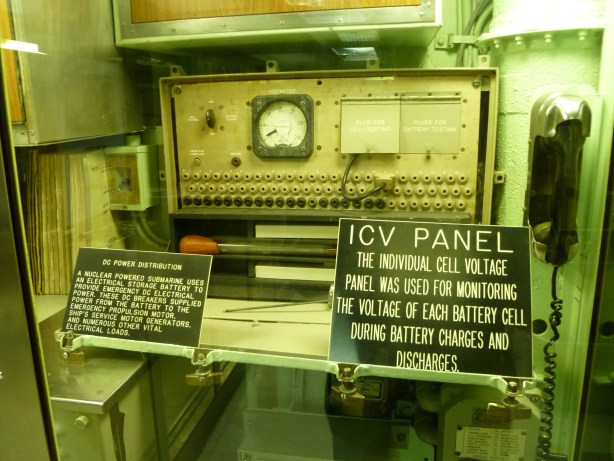 VOLTMETER
PLUG FOR
CELL TESTING
PLUGS FOR
BATTERY TESTING
DC POWER DISTRIBUTION
A NUCLEAR POWERED SUBMARINE USES
AN ELECTRICAL STORAGE BATTERY TO
PROVIDE EMERGENCY DC ELECTRICAL
POWER. THESE DC BREAKERS SUPPLIED
POWER FROM THE BATTERY TO THE
EMERGENCY PROPULSION MOTOR,
SHIP'S SERVICE MOTOR GENERATORS,
AND NUMEROUS OTHER VITAL
ELECTRICAL LOADS.
ICV PANEL
THE INDIVIDUAL CELL VOLTAGE
PANEL WAS USED FOR MONITORING
THE VOLTAGE OF EACH BATTERY CELL
DURING BATTERY CHARGES AND
DISCHARGES.